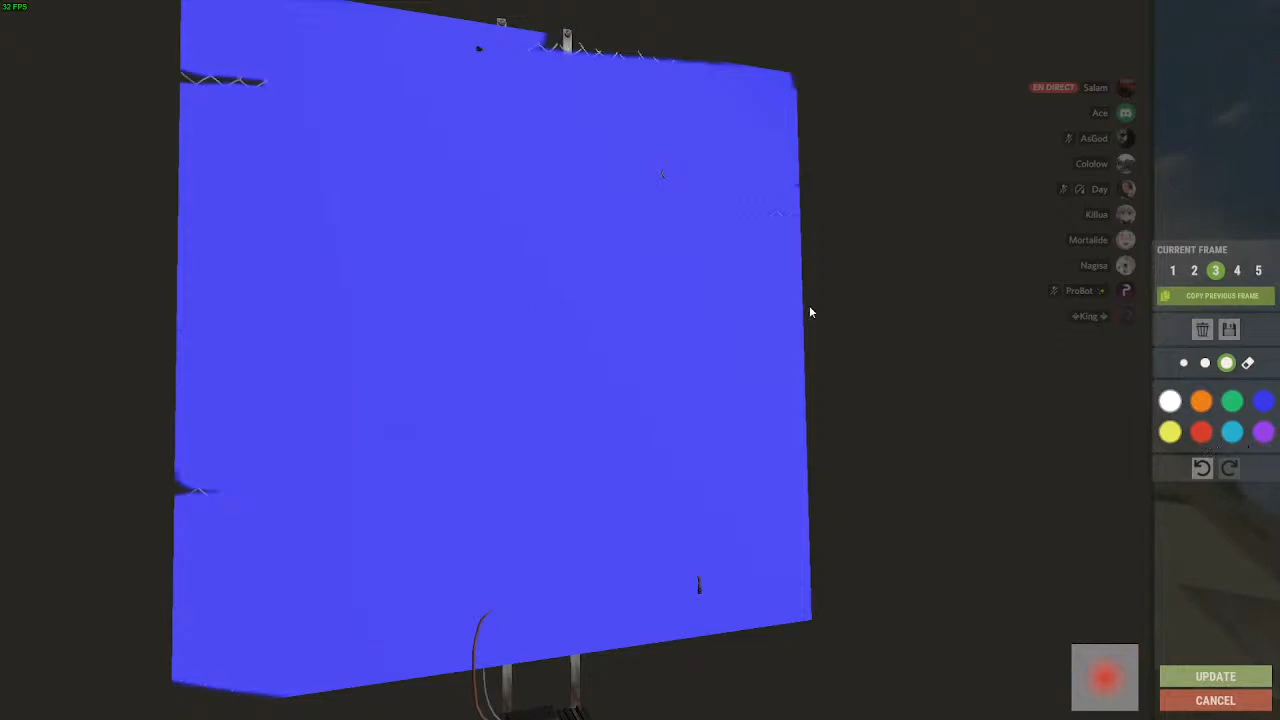 32 FPS
EN DIRECT Salam
Ace
AsGod
Cololow
Day
Killua
Mortalide
Nagisa
ProBot
King
CURRENT FRAME
1 2 3 4 5
COPY PREVIOUS FRAME
UPDATE
CANCEL